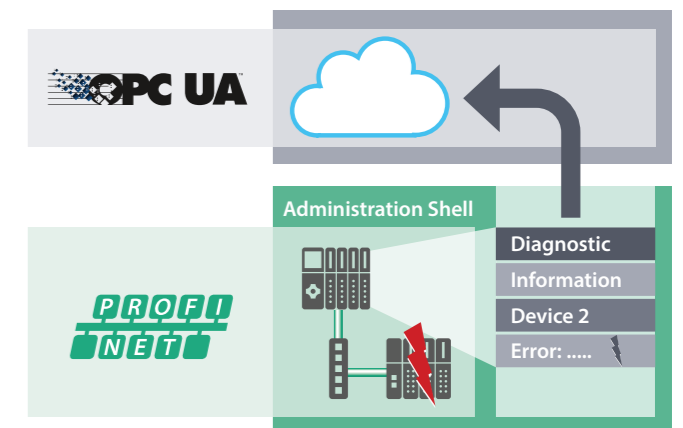 OPC UA
Administration Shell
Diagnostic
Information
Device 2
Error: .....
PROFI
NET